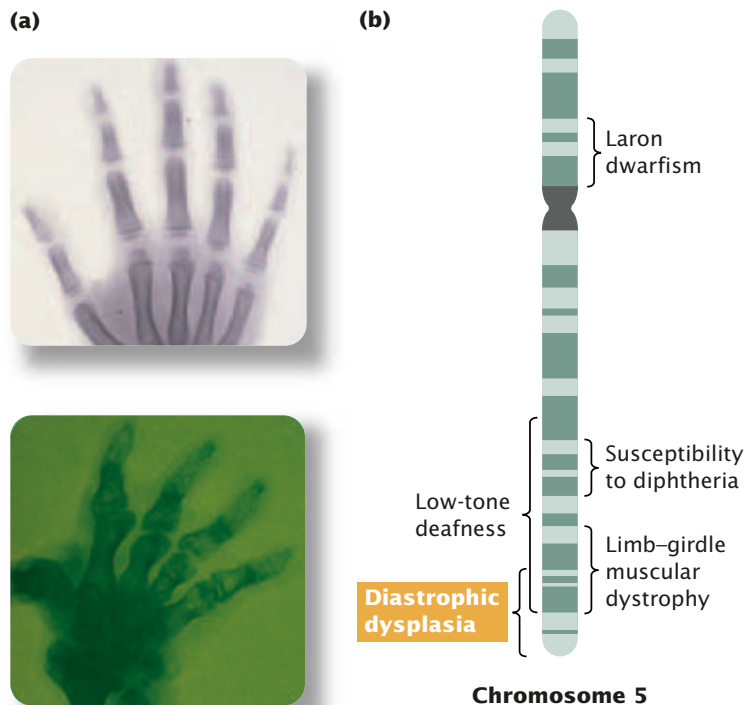 (a)
(b)
Laron
dwarfism
Susceptibility
to diphtheria
Low-tone
deafness
Limb–girdle
muscular
dystrophy
Diastrophic
dysplasia
Chromosome 5